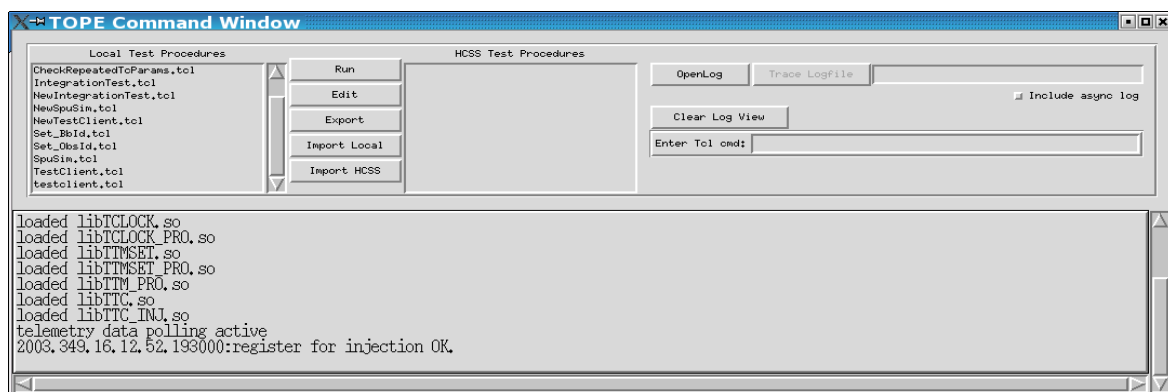 TOPE Command Window
Local Test Procedures
CheckRepeatedTcParams.tcl
IntegrationTest.tcl
NewIntegrationTest.tcl
NewSpuSim.tcl
NewTestClient.tcl
Set_BbId.tcl
Set_ObsId.tcl
SpuSim.tcl
TestClient.tcl
testclient.tcl
Run
Edit
Export
Import Local
Import HCSS
HCSS Test Procedures
OpenLog
Trace Logfile
Include async log
Clear Log View
Enter Tcl cmd:
loaded libTCLOCK.so
loaded libTCLOCK_PRO.so
loaded libTTMSET.so
loaded libTTMSET_PRO.so
loaded libTTM_PRO.so
loaded libTTC.so
loaded libTTC_INJ.so
telemetry data polling active
2003.349.16.12.52.193000:register for injection OK.